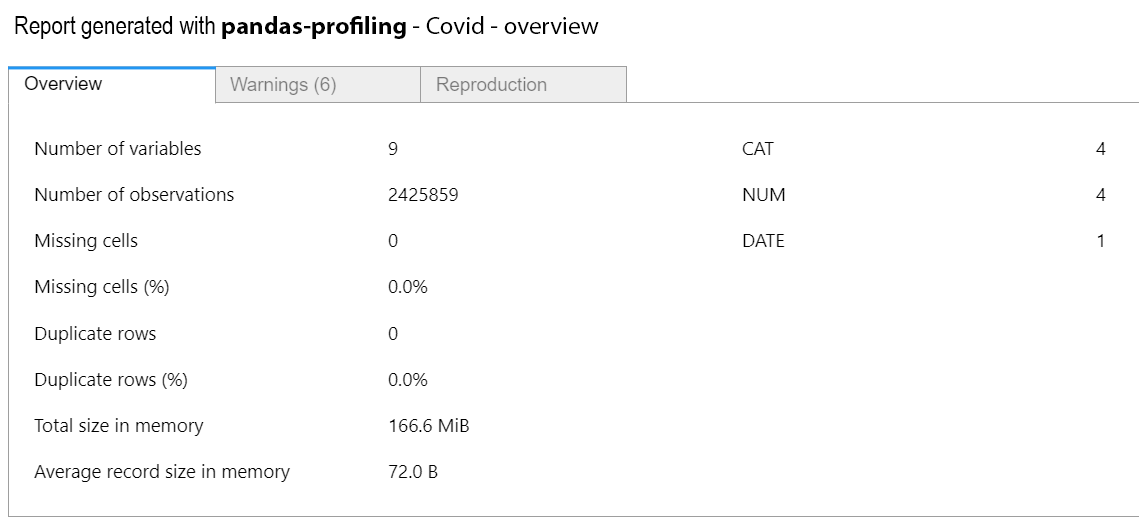 Report generated with pandas-profiling - Covid - overview
Overview Warnings (6) Reproduction
Number of variables 9 CAT 4
Number of observations 2425859 NUM 4
Missing cells 0 DATE 1
Missing cells (%) 0.0%
Duplicate rows 0
Duplicate rows (%) 0.0%
Total size in memory 166.6 MiB
Average record size in memory 72.0 B